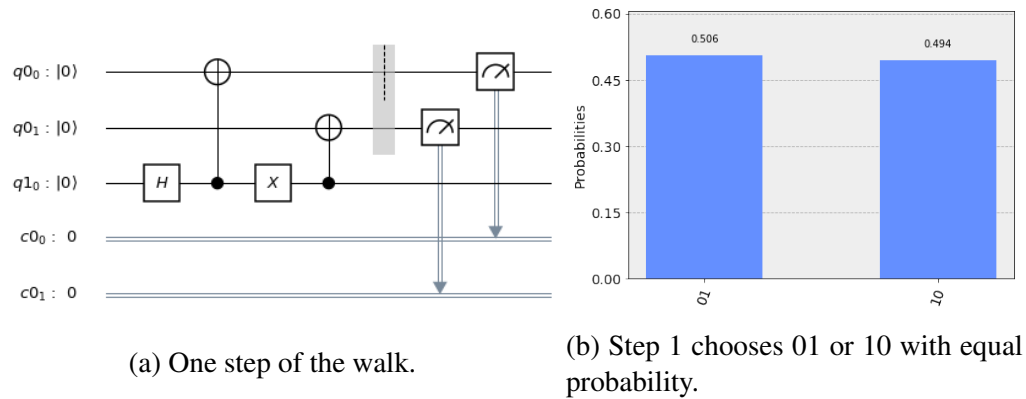 q0₀ : |0⟩
q0₁ : |0⟩
q1₀ : |0⟩
H
X
c0₀ : 0
c0₁ : 0
(a) One step of the walk.
Probabilities
0.60
0.45
0.30
0.15
0.00
0.506
0.494
01
10
(b) Step 1 chooses 01 or 10 with equal
probability.